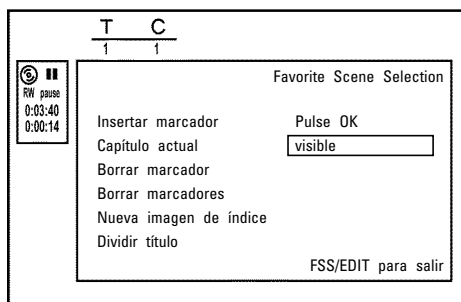 T C
1 1
RW pause
0:03:40
0:00:14
Favorite Scene Selection
Insertar marcador Pulse OK
Capítulo actual visible
Borrar marcador
Borrar marcadores
Nueva imagen de índice
Dividir título
FSS/EDIT para salir